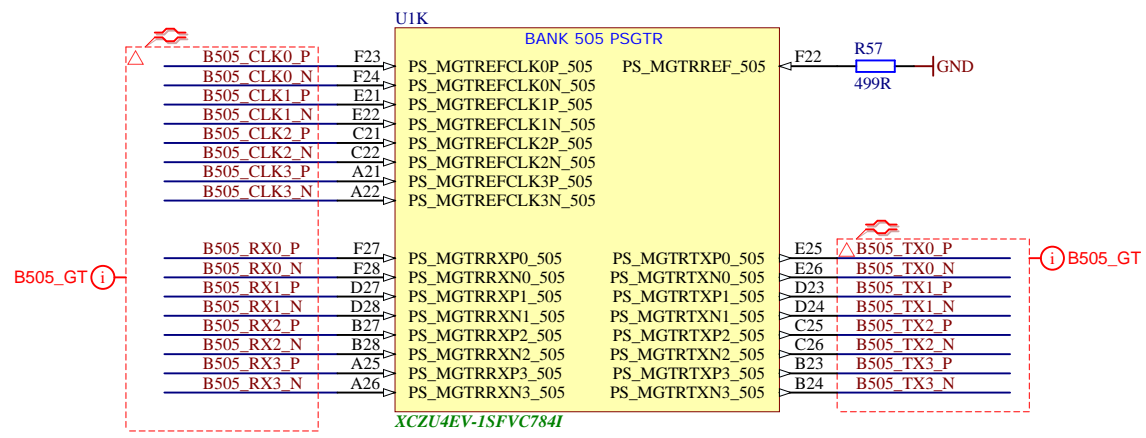 U1K
BANK 505 PSGTR
B505_CLK0_P F23 PS_MGTREFCLK0P_505 PS_MGTRREF_505 F22 R57 GND
499R
B505_CLK0_N F24 PS_MGTREFCLK0N_505
B505_CLK1_P E21 PS_MGTREFCLK1P_505
B505_CLK1_N E22 PS_MGTREFCLK1N_505
B505_CLK2_P C21 PS_MGTREFCLK2P_505
B505_CLK2_N C22 PS_MGTREFCLK2N_505
B505_CLK3_P A21 PS_MGTREFCLK3P_505
B505_CLK3_N A22 PS_MGTREFCLK3N_505
B505_RX0_P F27 PS_MGTRRXP0_505 PS_MGTRTXP0_505 E25 B505_TX0_P
B505_GT i B505_RX0_N F28 PS_MGTRRXN0_505 PS_MGTRTXN0_505 E26 B505_TX0_N i B505_GT
B505_RX1_P D27 PS_MGTRRXP1_505 PS_MGTRTXP1_505 D23 B505_TX1_P
B505_RX1_N D28 PS_MGTRRXN1_505 PS_MGTRTXN1_505 D24 B505_TX1_N
B505_RX2_P B27 PS_MGTRRXP2_505 PS_MGTRTXP2_505 C25 B505_TX2_P
B505_RX2_N B28 PS_MGTRRXN2_505 PS_MGTRTXN2_505 C26 B505_TX2_N
B505_RX3_P A25 PS_MGTRRXP3_505 PS_MGTRTXP3_505 B23 B505_TX3_P
B505_RX3_N A26 PS_MGTRRXN3_505 PS_MGTRTXN3_505 B24 B505_TX3_N
XCZU4EV-1SFVC784I